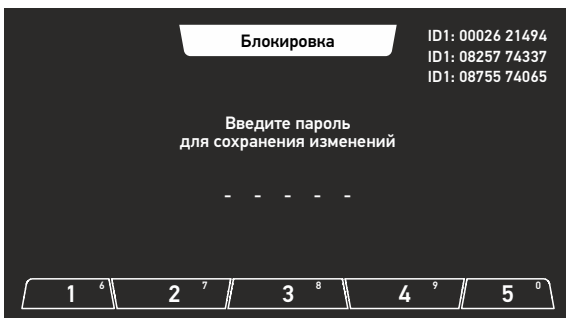 Блокировка
ID1: 00026 21494
ID1: 08257 74337
ID1: 08755 74065
Введите пароль
для сохранения изменений
- - - - -
1 6 2 7 3 8 4 9 5 0